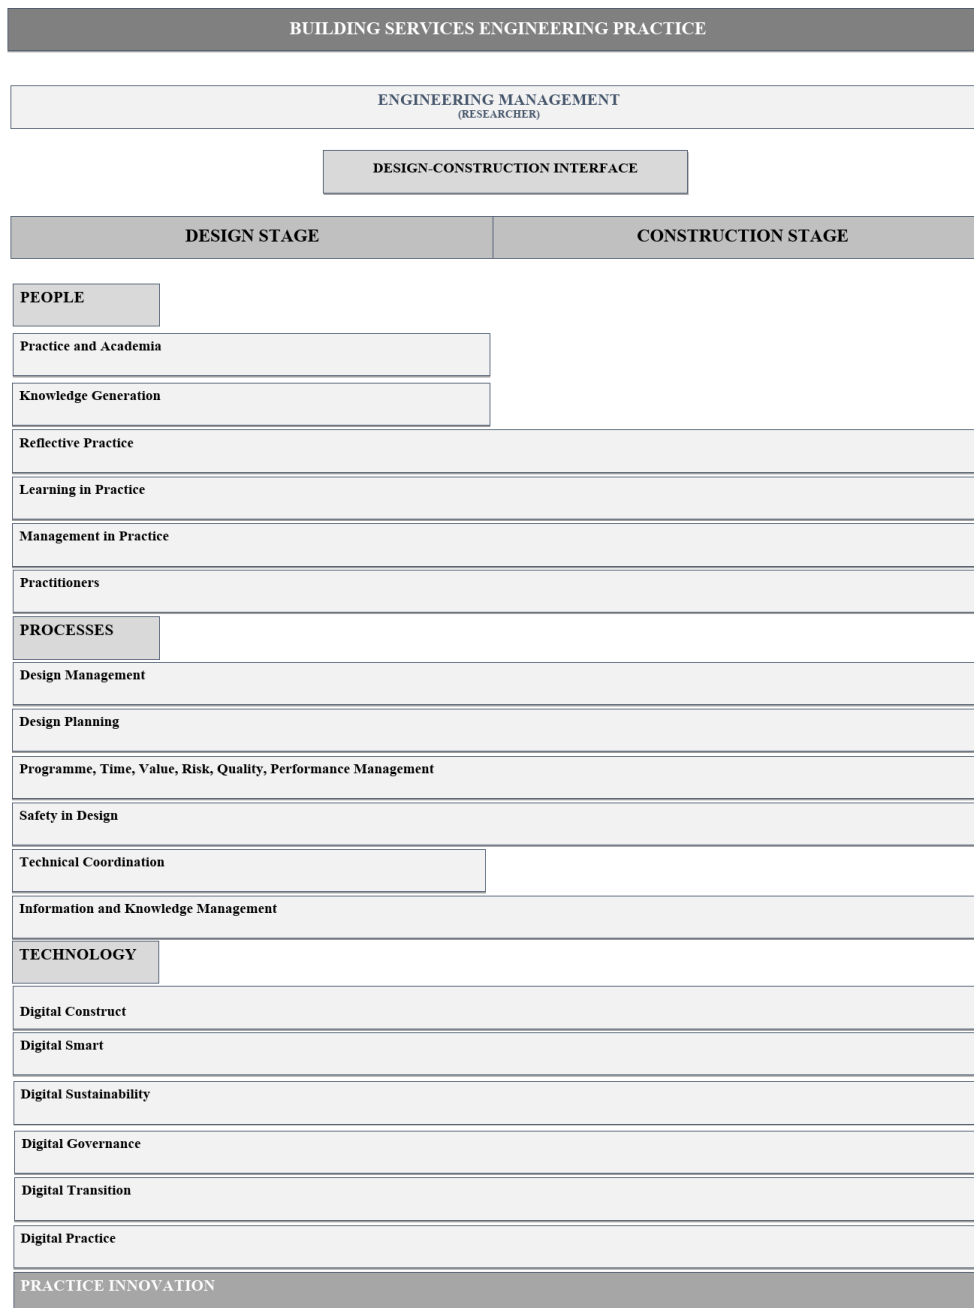 BUILDING SERVICES ENGINEERING PRACTICE
ENGINEERING MANAGEMENT
(RESEARCHER)
DESIGN-CONSTRUCTION INTERFACE
DESIGN STAGE
CONSTRUCTION STAGE
PEOPLE
Practice and Academia
Knowledge Generation
Reflective Practice
Learning in Practice
Management in Practice
Practitioners
PROCESSES
Design Management
Design Planning
Programme, Time, Value, Risk, Quality, Performance Management
Safety in Design
Technical Coordination
Information and Knowledge Management
TECHNOLOGY
Digital Construct
Digital Smart
Digital Sustainability
Digital Governance
Digital Transition
Digital Practice
PRACTICE INNOVATION